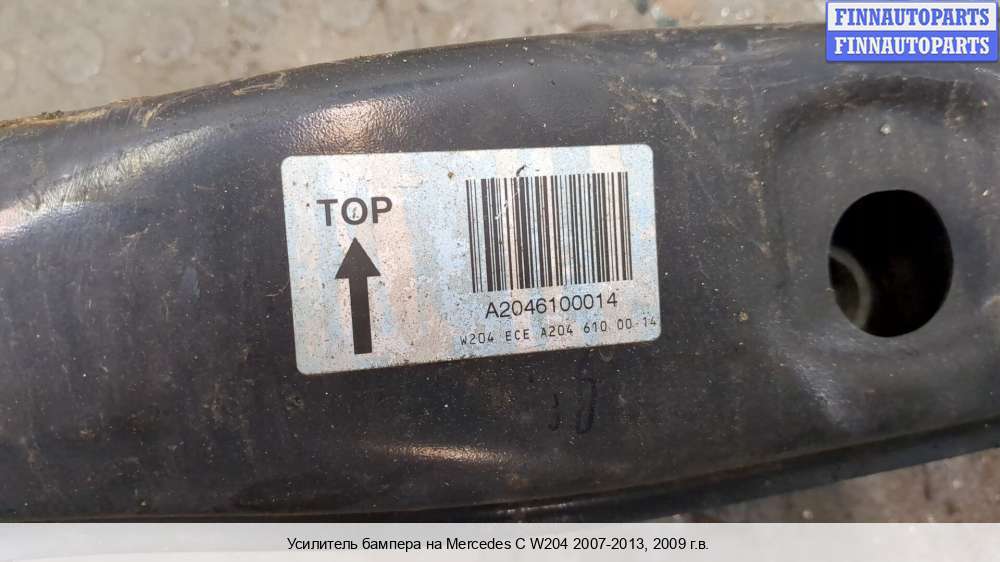 FINNAUTOPARTS
FINNAUTOPARTS
TOP
A2046100014
W204 ECE A204 610 00 14
Усилитель бампера на Mercedes C W204 2007-2013, 2009 г.в.